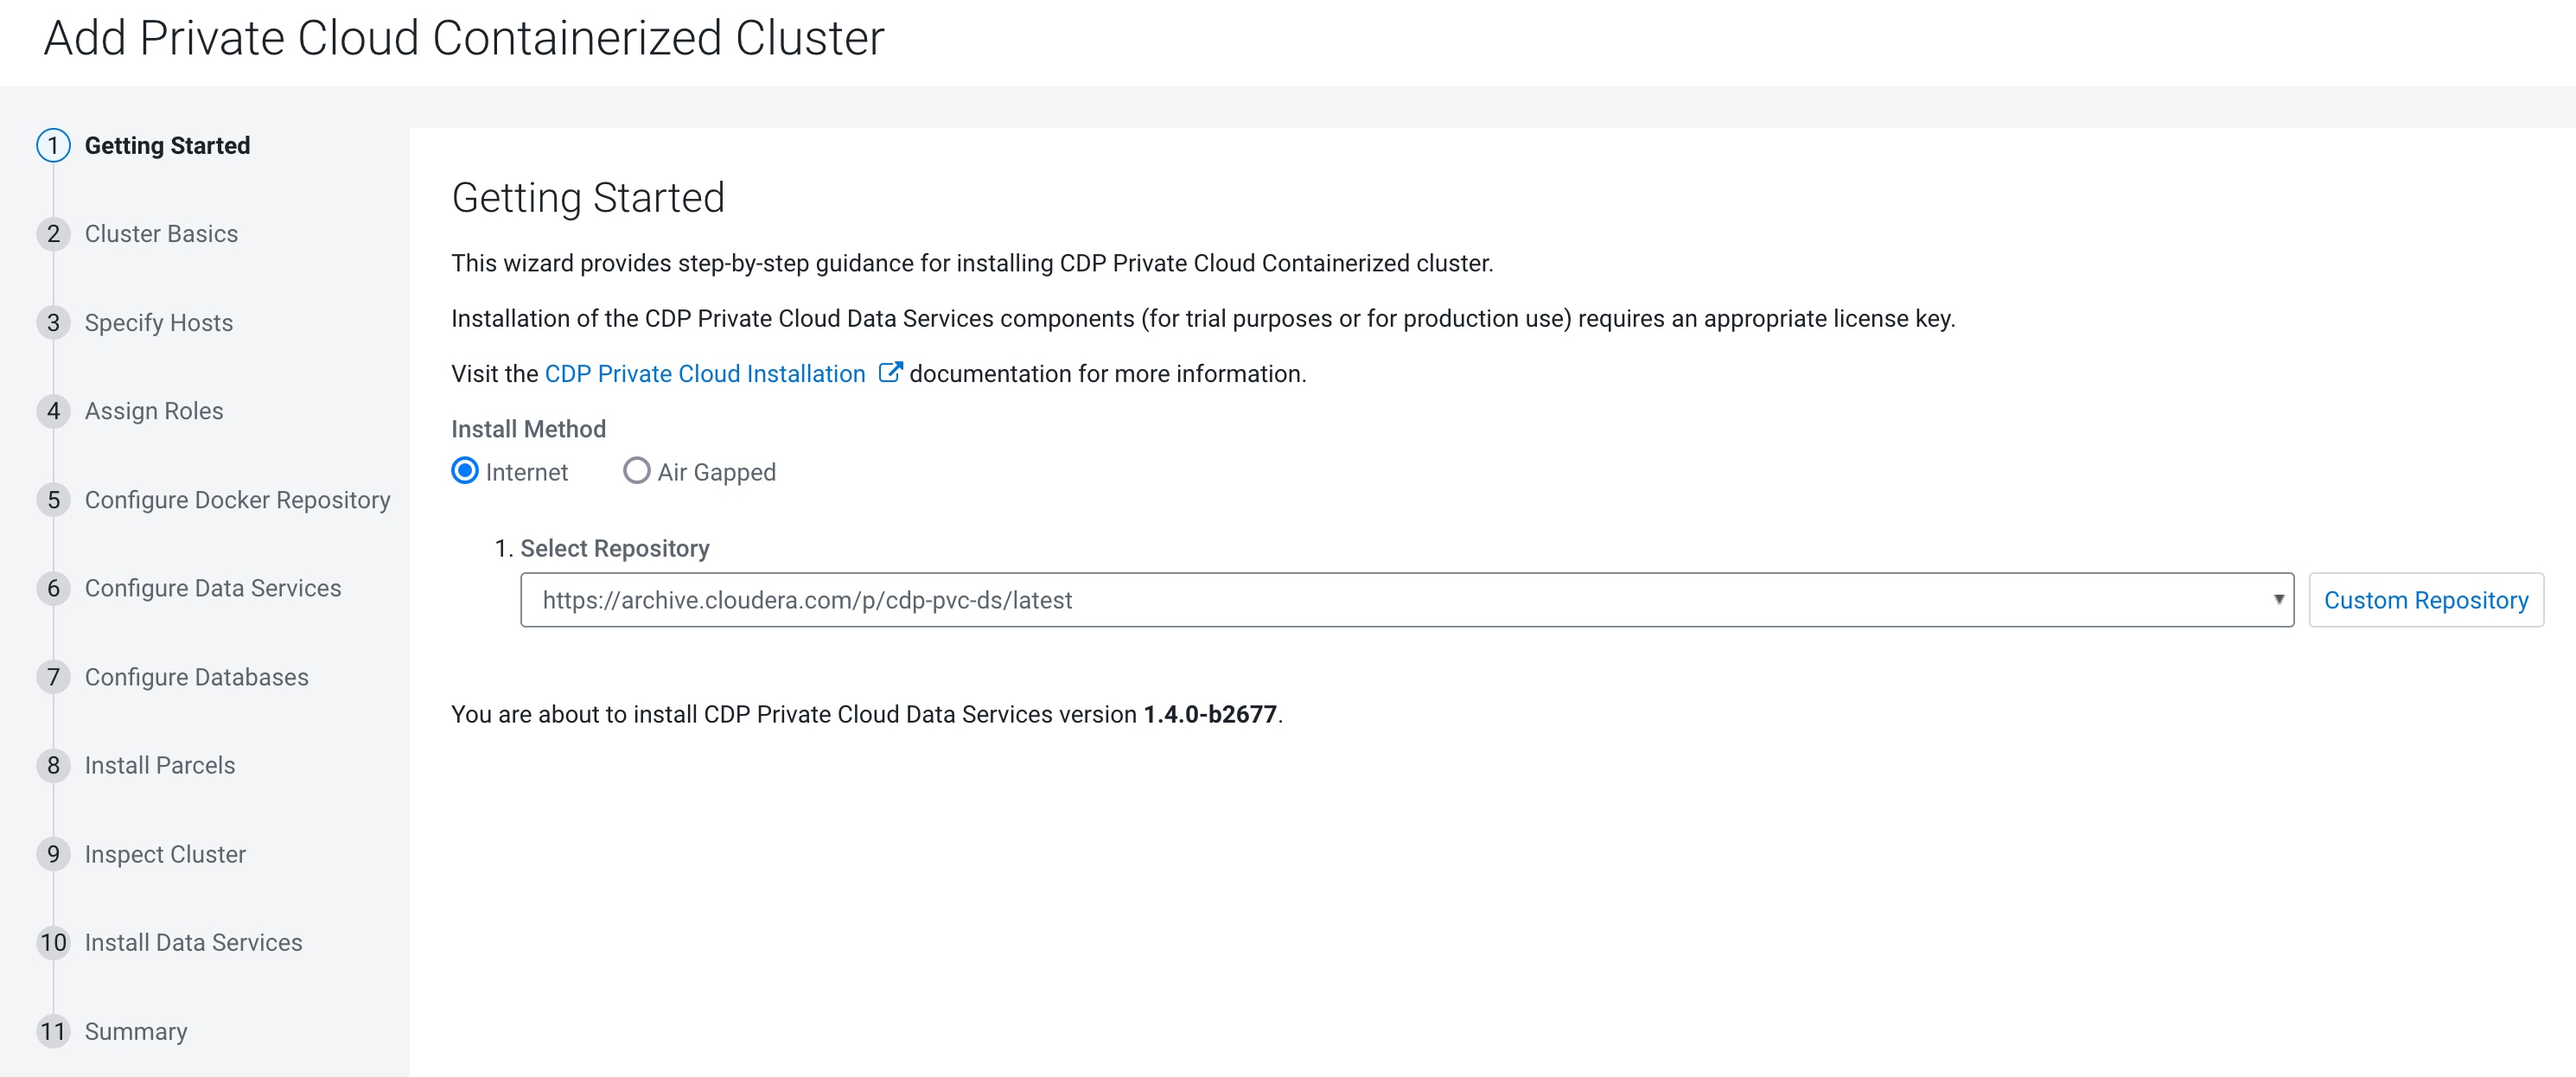 Add Private Cloud Containerized Cluster
1 Getting Started
2 Cluster Basics
3 Specify Hosts
4 Assign Roles
5 Configure Docker Repository
6 Configure Data Services
7 Configure Databases
8 Install Parcels
9 Inspect Cluster
10 Install Data Services
11 Summary
Getting Started
This wizard provides step-by-step guidance for installing CDP Private Cloud Containerized cluster.
Installation of the CDP Private Cloud Data Services components (for trial purposes or for production use) requires an appropriate license key.
Visit the CDP Private Cloud Installation documentation for more information.
Install Method
Internet Air Gapped
1. Select Repository
https://archive.cloudera.com/p/cdp-pvc-ds/latest Custom Repository
You are about to install CDP Private Cloud Data Services version 1.4.0-b2677.